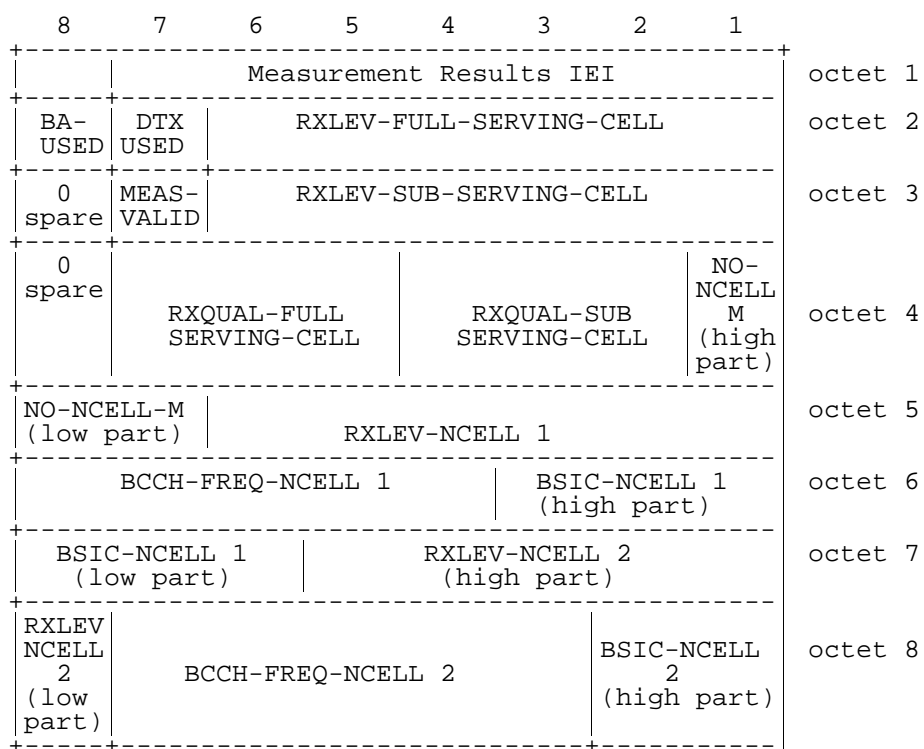 8 7 6 5 4 3 2 1
Measurement Results IEI octet 1
BA- DTX RXLEV-FULL-SERVING-CELL octet 2
USED USED
0 MEAS- RXLEV-SUB-SERVING-CELL octet 3
spare VALID
0 NO-
spare NCELL
RXQUAL-FULL RXQUAL-SUB M octet 4
SERVING-CELL SERVING-CELL (high
part)
NO-NCELL-M octet 5
(low part) RXLEV-NCELL 1
BCCH-FREQ-NCELL 1 BSIC-NCELL 1 octet 6
(high part)
BSIC-NCELL 1 RXLEV-NCELL 2 octet 7
(low part) (high part)
RXLEV
NCELL BSIC-NCELL octet 8
2 BCCH-FREQ-NCELL 2 2
(low (high part)
part)